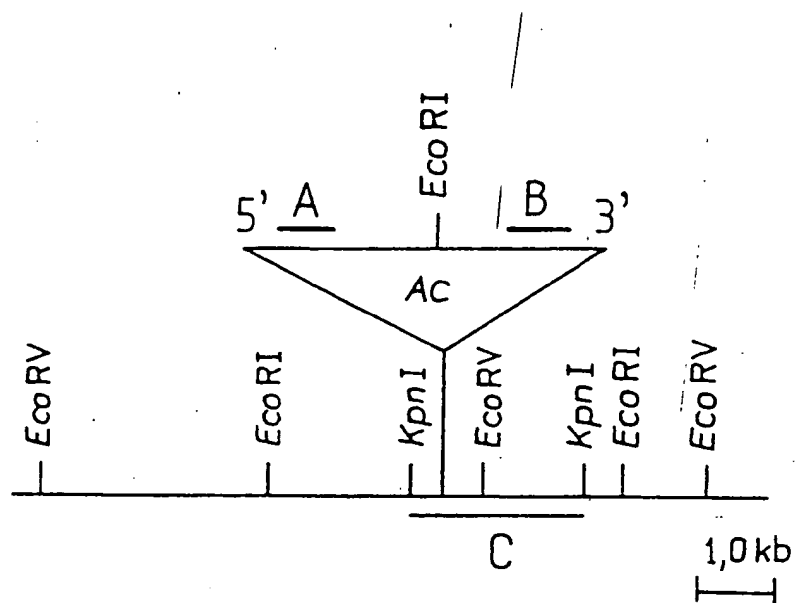 EcoRI
5' A B 3'
Ac
EcoRV EcoRI KpnI EcoRV KpnI EcoRI EcoRV
C
1,0 kb